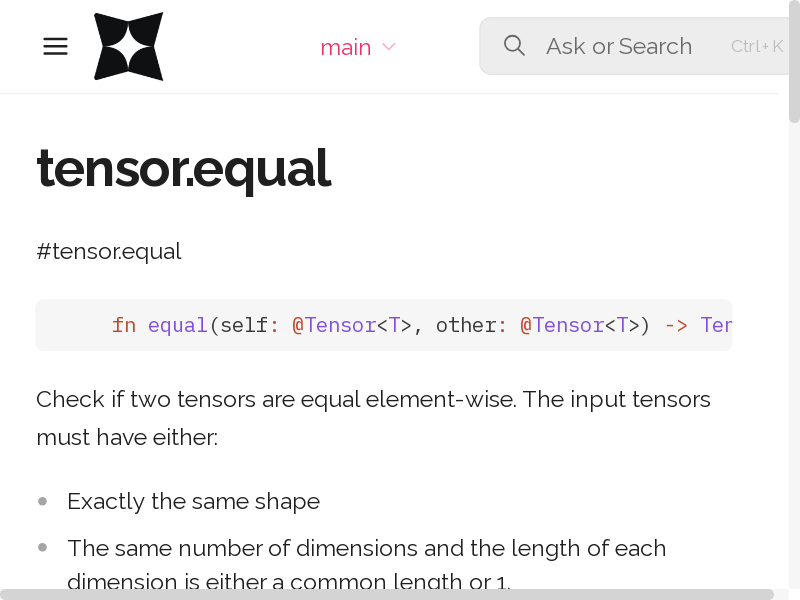 main
Ask or Search
Ctrl+K
tensor.equal
#tensor.equal
fn equal(self: @Tensor<T>, other: @Tensor<T>) -> Ter
Check if two tensors are equal element-wise. The input tensors
must have either:
Exactly the same shape
The same number of dimensions and the length of each
dimension is either a common length or 1.